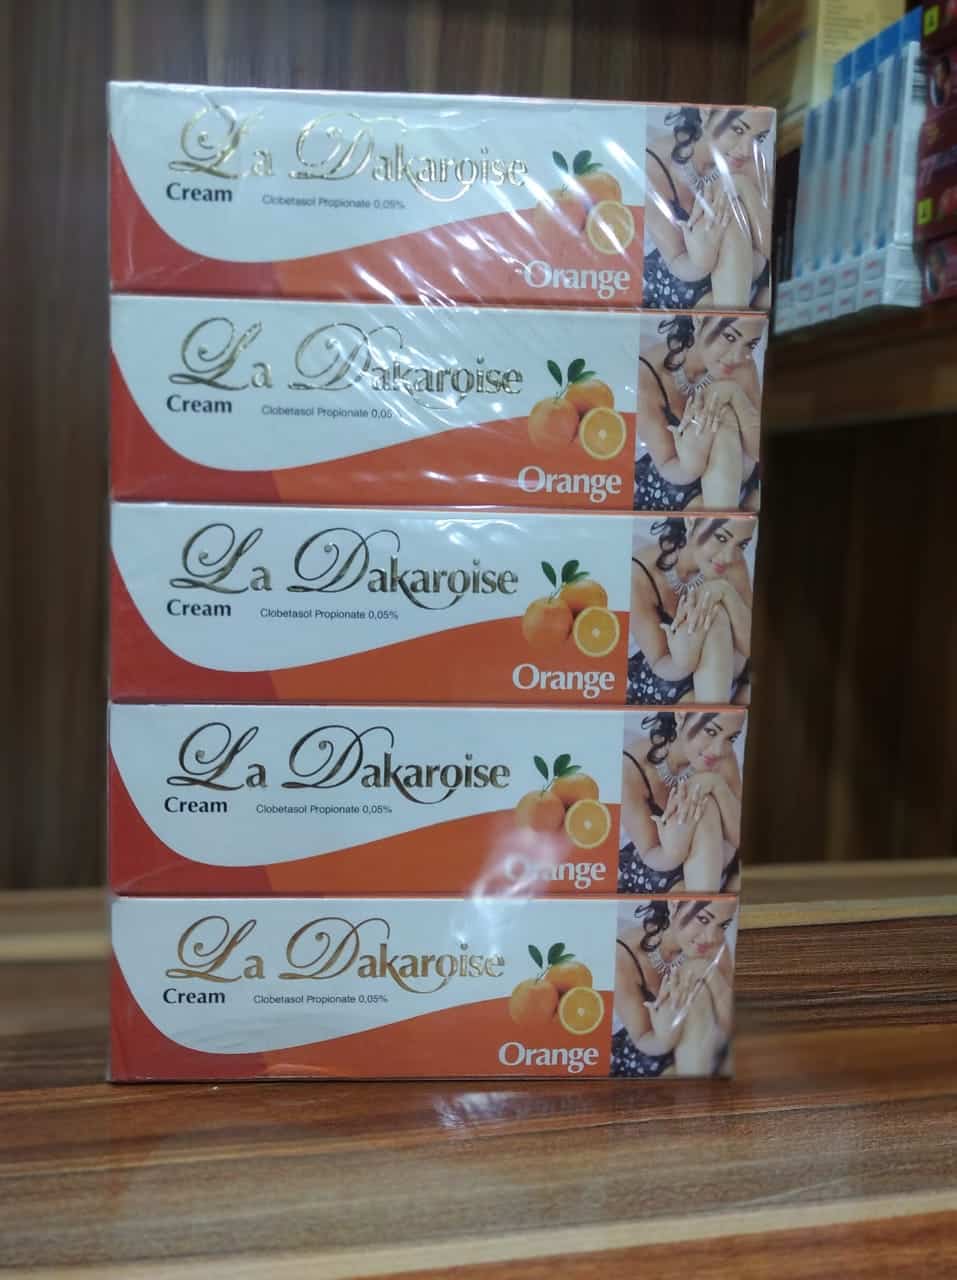 La Dakaroise
Cream Clobetasol Propionate 0,05%
Orange
La Dakaroise
Cream Clobetasol Propionate 0,05
Orange
La Dakaroise
Cream Clobetasol Propionate 0,05%
Orange
La Dakaroise
Cream Clobetasol Propionate 0,05%
Orange
La Dakaroise
Cream Clobetasol Propionate 0,05%
Orange